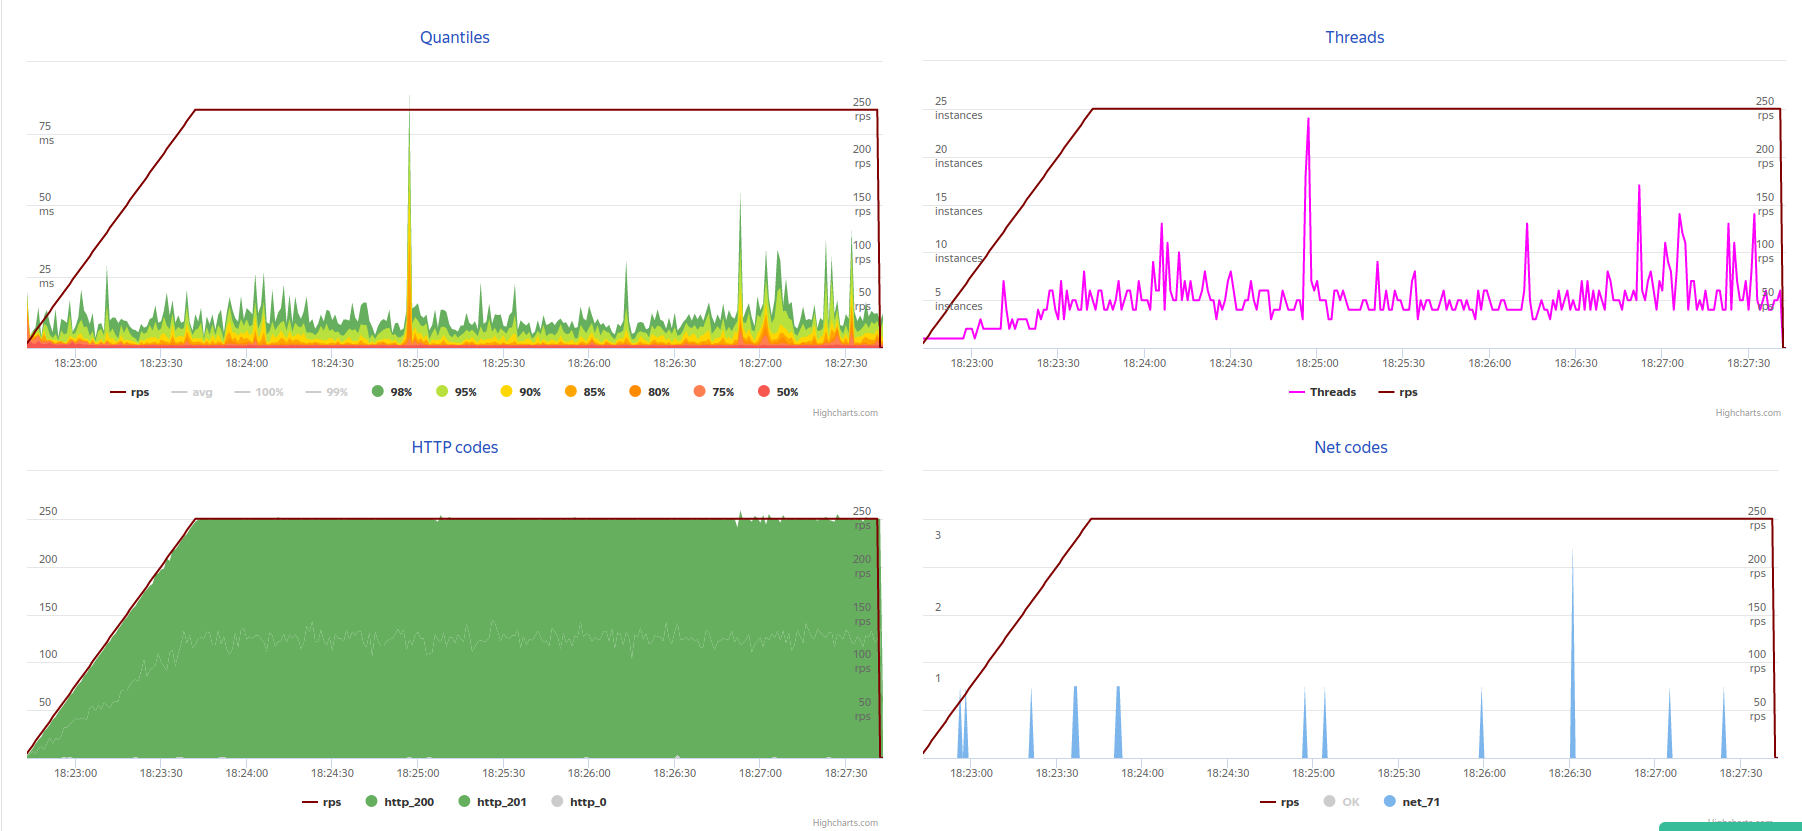 Quantiles
75
ms
50
ms
25
ms
250
rps
200
rps
150
rps
100
rps
50
rps
18:23:00 18:23:30 18:24:00 18:24:30 18:25:00 18:25:30 18:26:00 18:26:30 18:27:00 18:27:30
rps avg 100% 99% 98% 95% 90% 85% 80% 75% 50%
Highcharts.com
Threads
25
instances
20
instances
15
instances
10
instances
5
instances
250
rps
200
rps
150
rps
100
rps
50
rps
18:23:00 18:23:30 18:24:00 18:24:30 18:25:00 18:25:30 18:26:00 18:26:30 18:27:00 18:27:30
Threads rps
Highcharts.com
HTTP codes
250
200
150
100
50
250
rps
200
rps
150
rps
100
rps
50
rps
18:23:00 18:23:30 18:24:00 18:24:30 18:25:00 18:25:30 18:26:00 18:26:30 18:27:00 18:27:30
rps http_200 http_201 http_0
Highcharts.com
Net codes
3
2
1
250
rps
200
rps
150
rps
100
rps
50
rps
18:23:00 18:23:30 18:24:00 18:24:30 18:25:00 18:25:30 18:26:00 18:26:30 18:27:00 18:27:30
rps OK net_71
Highcharts.com